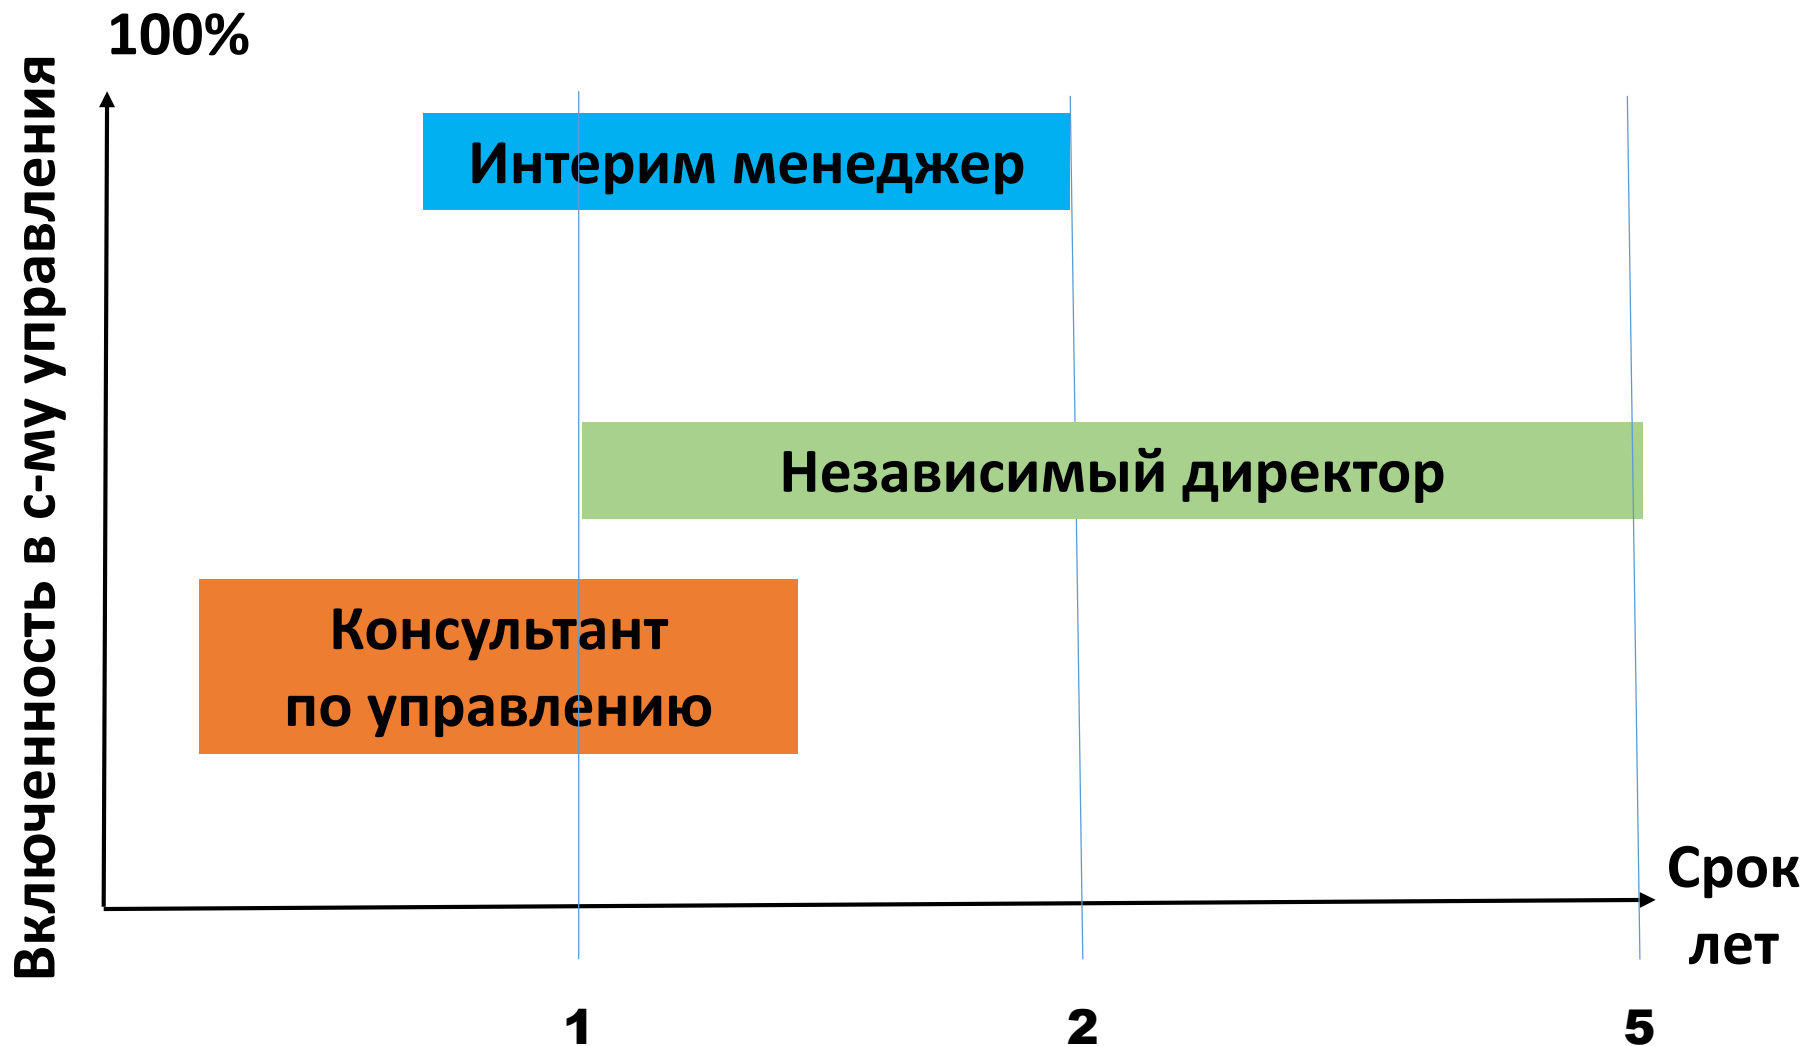 100%
Включенность в с-му управления
Интерим менеджер
Независимый директор
Консультант
по управлению
Срок
лет
1
2
5